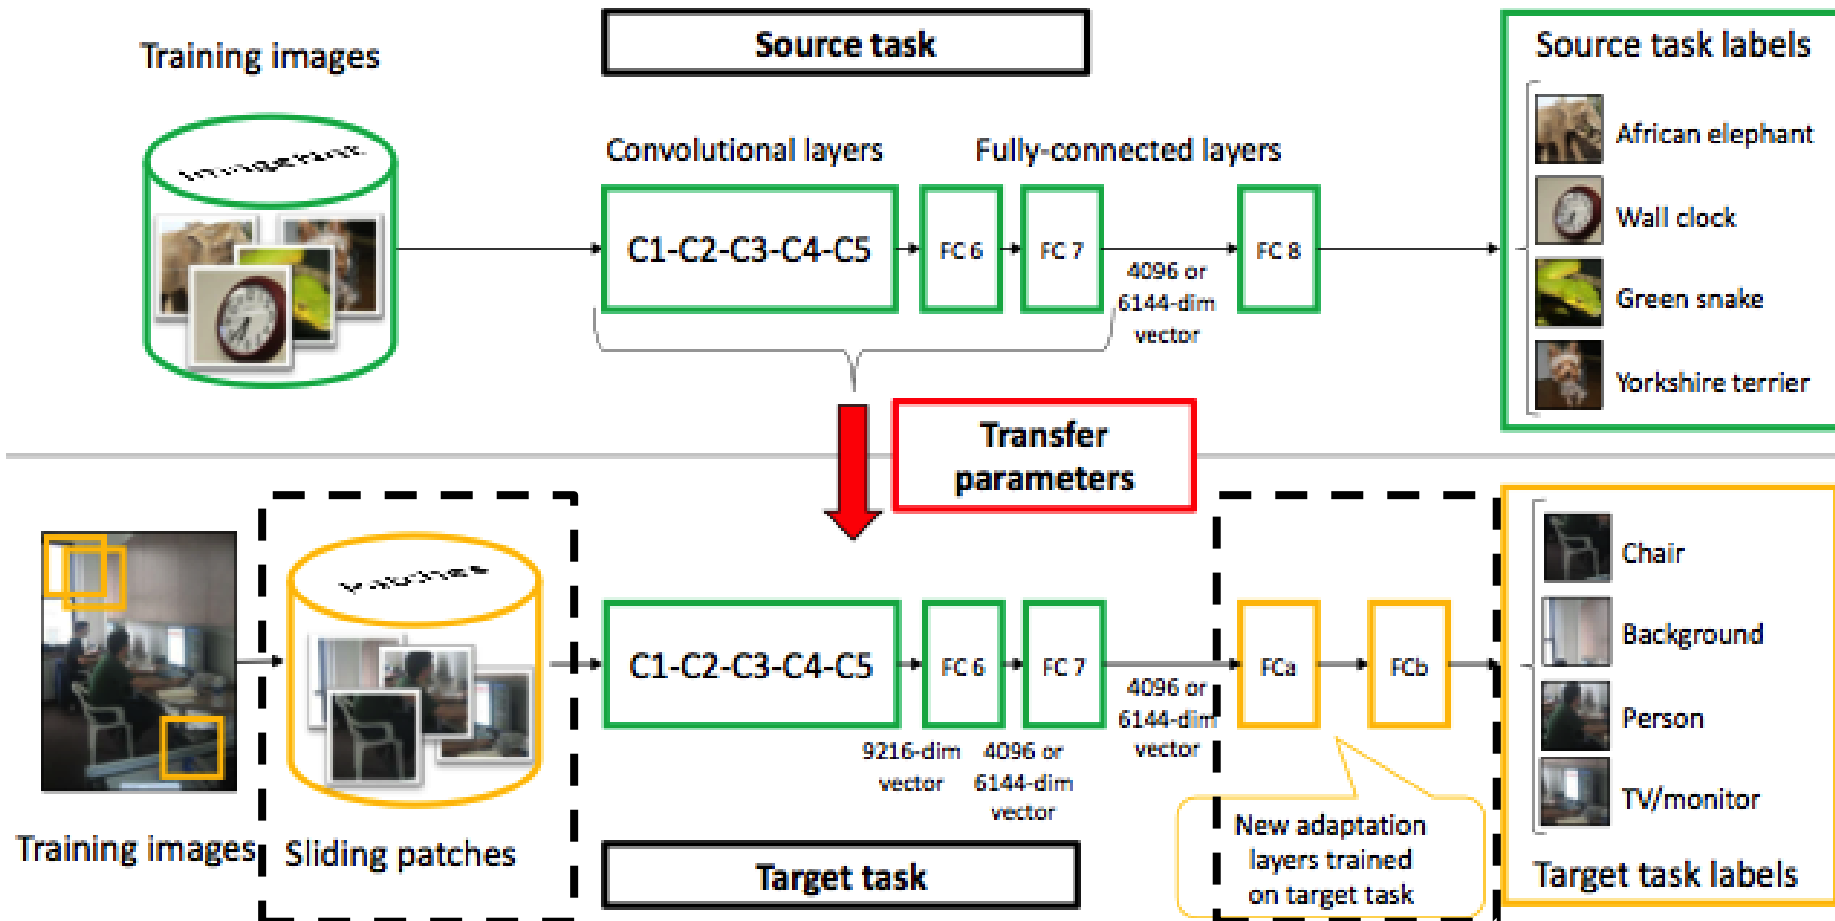 Source task
Training images
Source task labels
Convolutional layers
Fully-connected layers
African elephant
Wall clock
Green snake
Yorkshire terrier
C1-C2-C3-C4-C5
FC 6
FC 7
4096 or
6144-dim
vector
FC 8
Transfer
parameters
Patches
C1-C2-C3-C4-C5
FC 6
FC 7
9216-dim
vector
4096 or
6144-dim
vector
4096 or
6144-dim
vector
FCa
FCb
Chair
Background
Person
TV/monitor
Training images
Sliding patches
Target task
New adaptation
layers trained
on target task
Target task labels